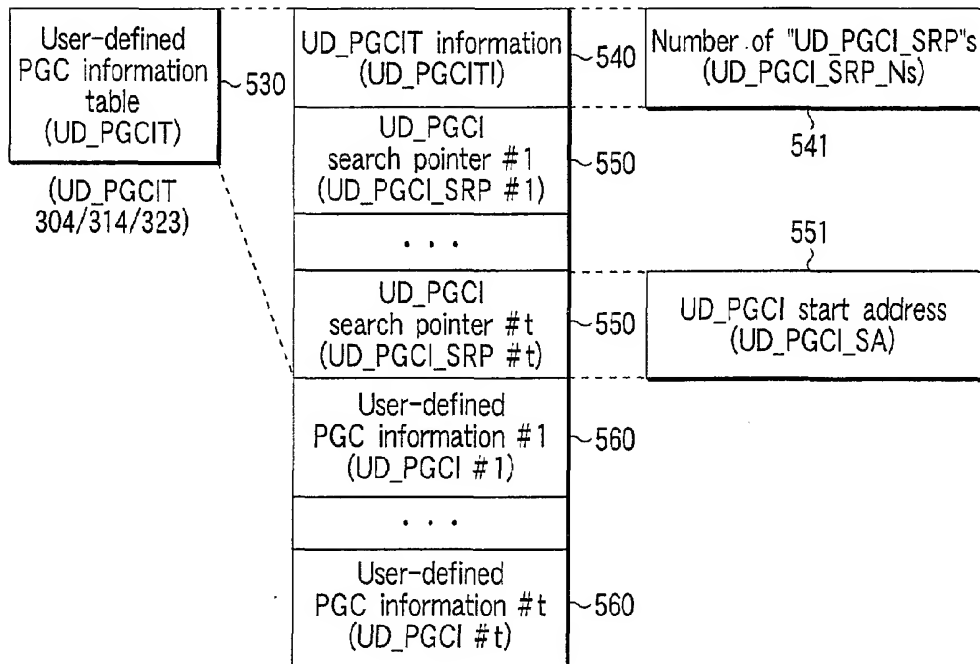 User-defined
PGC information
table
(UD_PGCIT)
530
(UD_PGCIT
304/314/323)
UD_PGCIT information
(UD_PGCITI)
540
UD_PGCI
search pointer #1
(UD_PGCI_SRP #1)
550
· · ·
UD_PGCI
search pointer #t
(UD_PGCI_SRP #t)
550
User-defined
PGC information #1
(UD_PGCI #1)
560
· · ·
User-defined
PGC information #t
(UD_PGCI #t)
560
Number of "UD_PGCI_SRP"s
(UD_PGCI_SRP_Ns)
541
551
UD_PGCI start address
(UD_PGCI_SA)